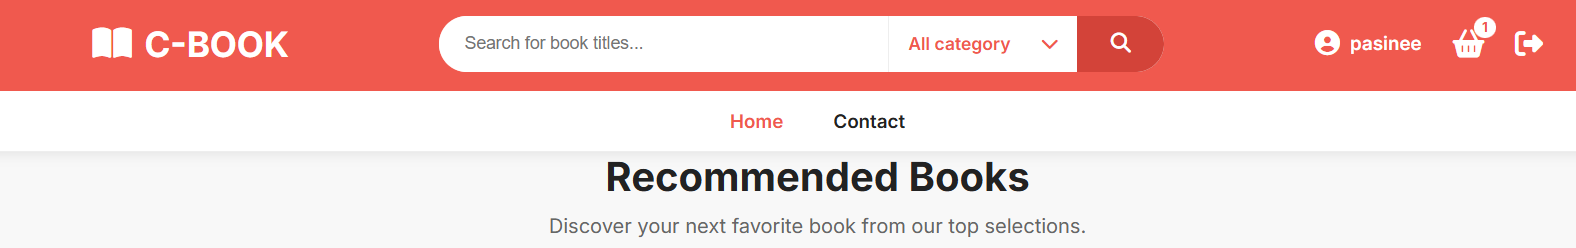 C-BOOK
Search for book titles...
All category
pasinee
1
Home
Contact
Recommended Books
Discover your next favorite book from our top selections.